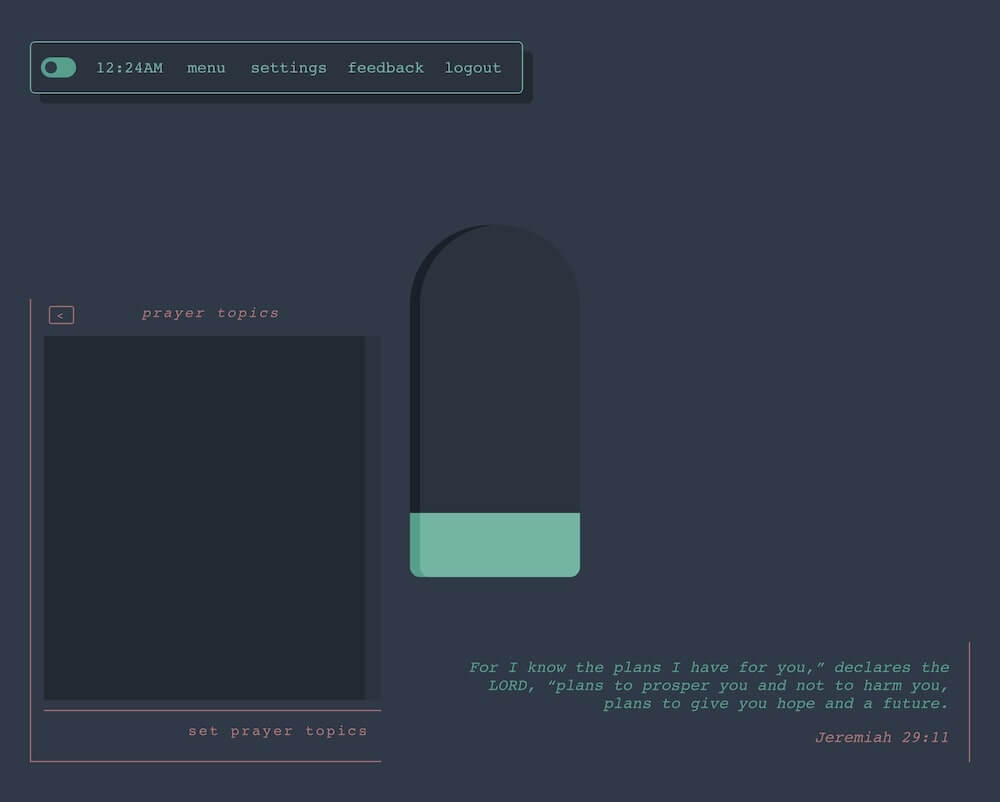 12:24AM menu settings feedback logout
< prayer topics
set prayer topics
For I know the plans I have for you,” declares the
LORD, “plans to prosper you and not to harm you,
plans to give you hope and a future.
Jeremiah 29:11